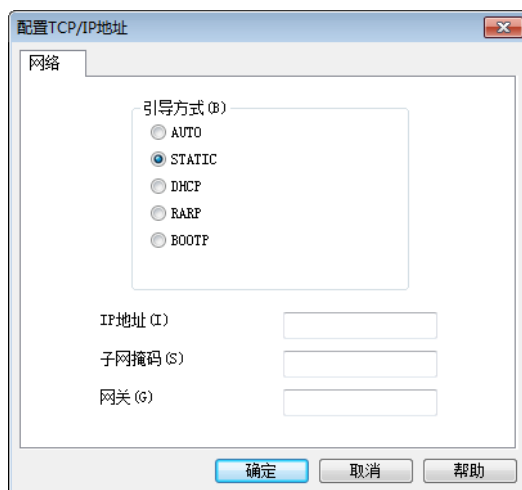 配置TCP/IP地址
网络
引导方式(B)
AUTO
STATIC
DHCP
RARP
BOOTP
IP地址(I)
子网掩码(S)
网关(G)
确定 取消 帮助